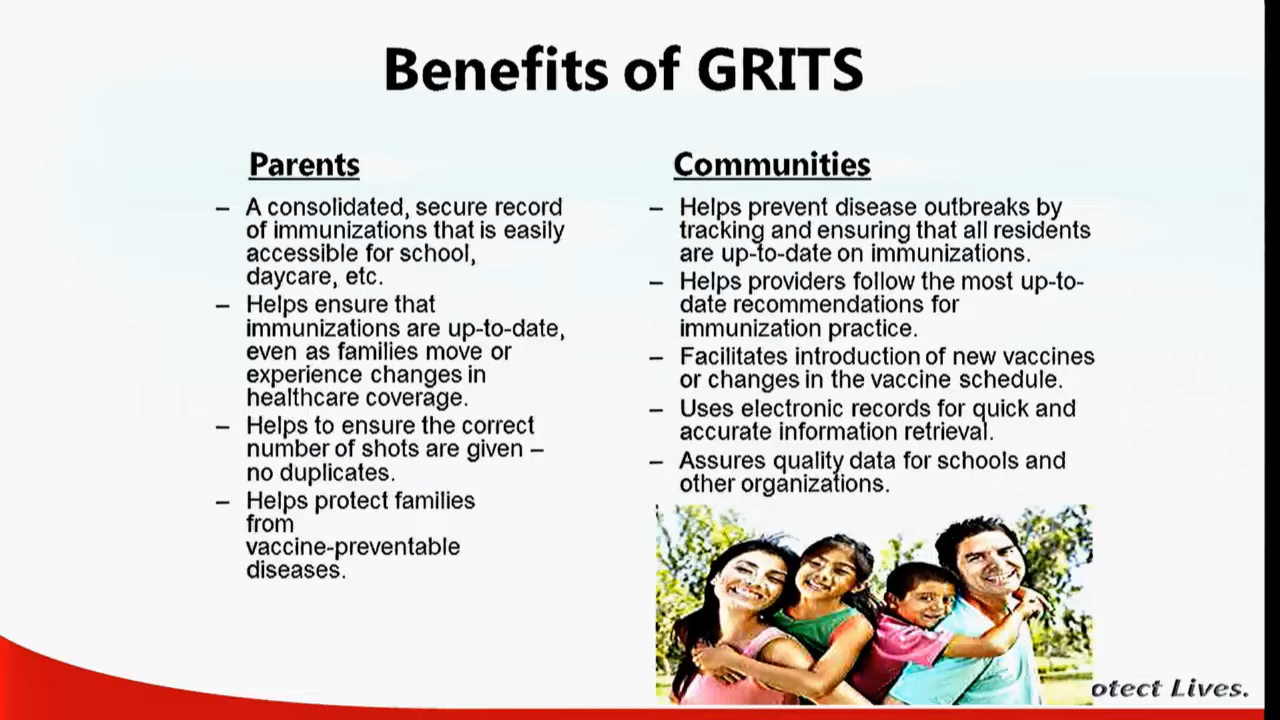 Benefits of GRITS
Parents
– A consolidated, secure record
of immunizations that is easily
accessible for school,
daycare, etc.
– Helps ensure that
immunizations are up-to-date,
even as families move or
experience changes in
healthcare coverage.
– Helps to ensure the correct
number of shots are given –
no duplicates.
– Helps protect families
from
vaccine-preventable
diseases.
Communities
– Helps prevent disease outbreaks by
tracking and ensuring that all residents
are up-to-date on immunizations.
– Helps providers follow the most up-to-
date recommendations for
immunization practice.
– Facilitates introduction of new vaccines
or changes in the vaccine schedule.
– Uses electronic records for quick and
accurate information retrieval.
– Assures quality data for schools and
other organizations.
otect Lives.